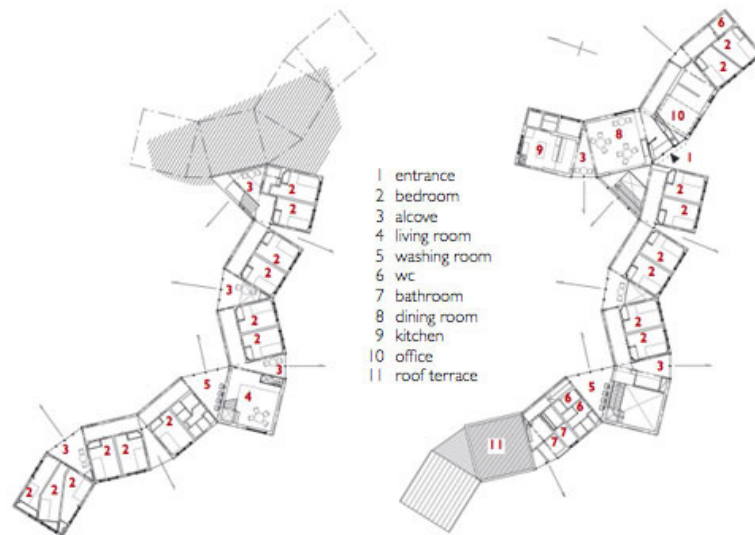 3
2
2
2
2
3
2
2
3
5
4
2
3
2 2
2 2 2
1 entrance
2 bedroom
3 alcove
4 living room
5 washing room
6 wc
7 bathroom
8 dining room
9 kitchen
10 office
11 roof terrace
6
2
2
10
8
9 3
1
2
2
2
2
2
2
3
5
6
6
7
7
11